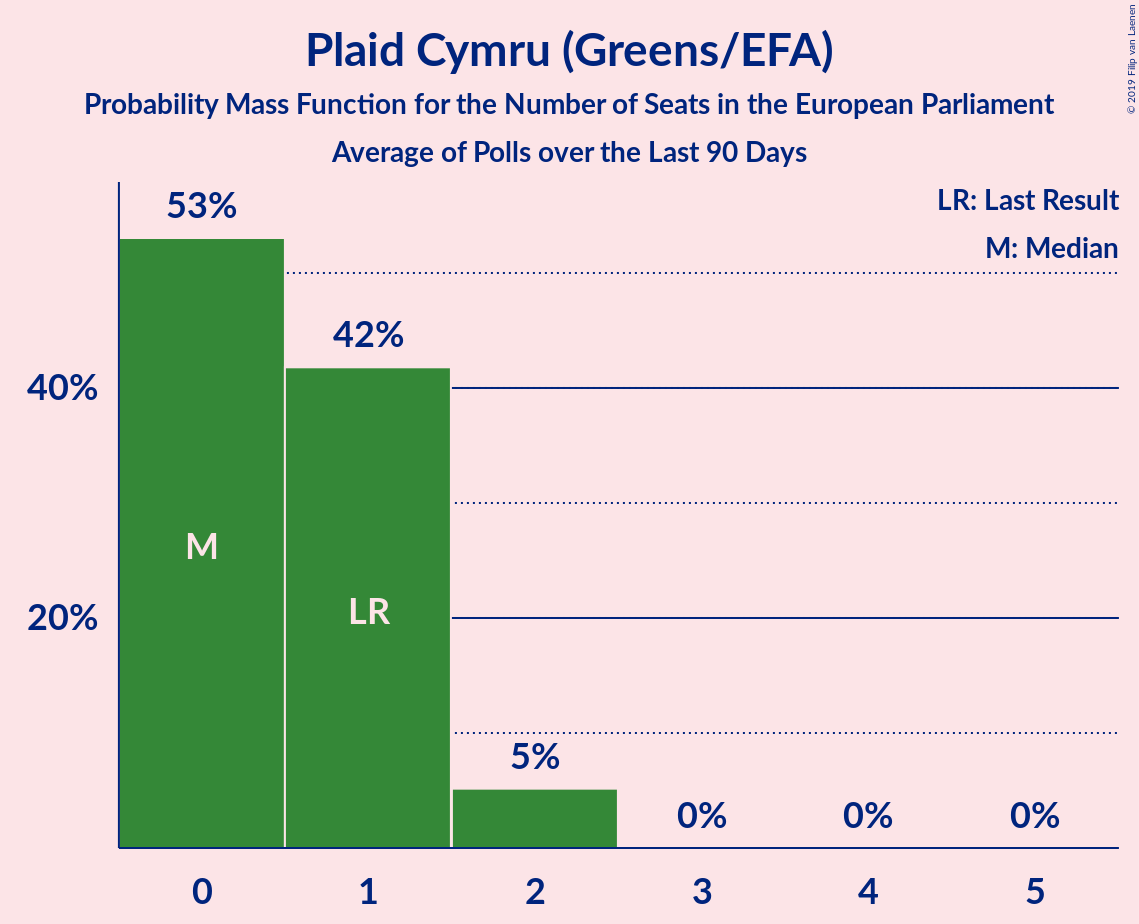 Plaid Cymru (Greens/EFA)
Probability Mass Function for the Number of Seats in the European Parliament
Average of Polls over the Last 90 Days
© 2019 Filip van Laenen
LR: Last Result
M: Median
53%
42%
40%
M
LR
20%
5%
0%
0%
0%
0
1
2
3
4
5